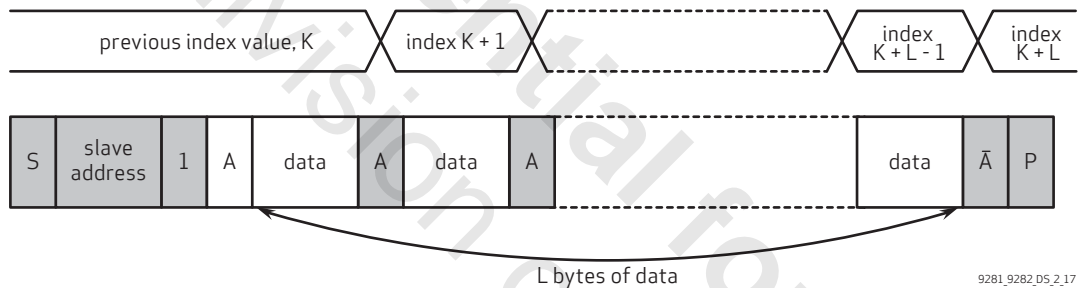 previous index value, K
index K + 1
index
K + L - 1
index
K + L
S
slave
address
1
A
data
A
data
A
data
Ā
P
L bytes of data
9281_9282_DS_2_17